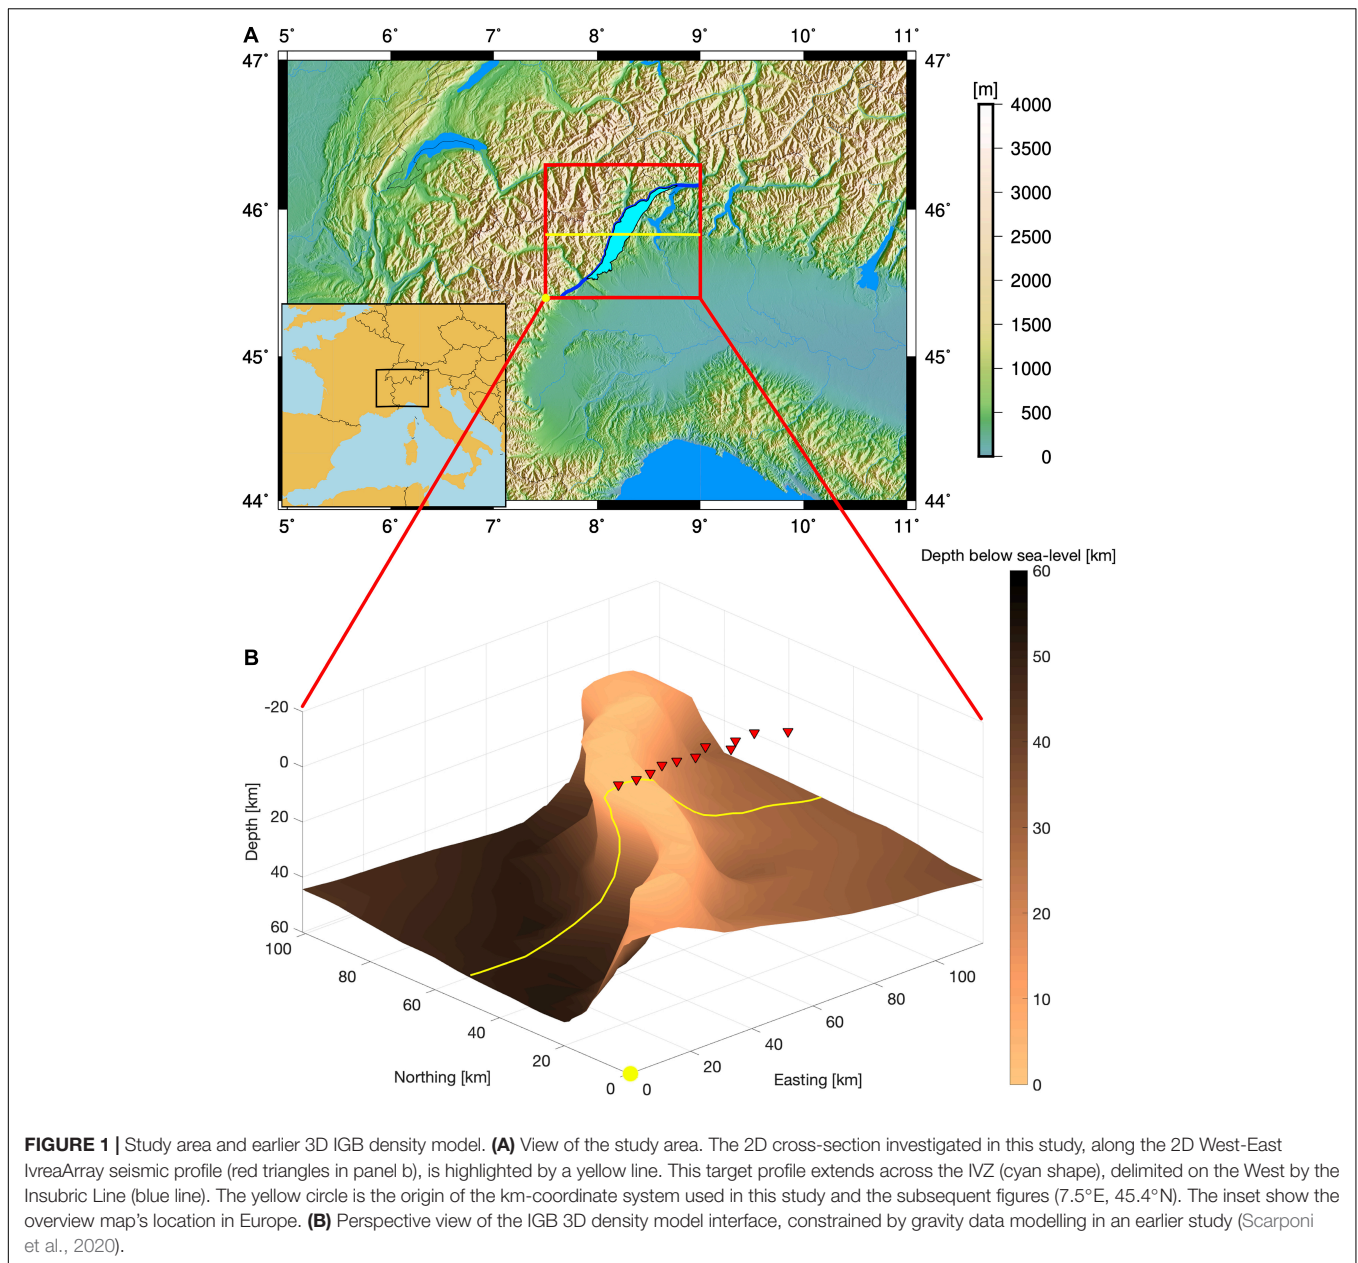 A
5˚ 6˚ 7˚ 8˚ 9˚ 10˚ 11˚
47˚ 47˚
[m]
4000
3500
3000
46˚ 46˚
2500
2000
1500
45˚ 45˚
1000
500
0
44˚ 44˚
5˚ 6˚ 7˚ 8˚ 9˚ 10˚ 11˚
Depth below sea-level [km]
60
50
40
30
20
10
0
B
-20
0
20
40
60
Depth [km]
100
80
60
40
20
0
Northing [km]
0
20
40
60
80
100
Easting [km]
FIGURE 1 | Study area and earlier 3D IGB density model. (A) View of the study area. The 2D cross-section investigated in this study, along the 2D West-East
IvreaArray seismic profile (red triangles in panel b), is highlighted by a yellow line. This target profile extends across the IVZ (cyan shape), delimited on the West by the
Insubric Line (blue line). The yellow circle is the origin of the km-coordinate system used in this study and the subsequent figures (7.5°E, 45.4°N). The inset show the
overview map's location in Europe. (B) Perspective view of the IGB 3D density model interface, constrained by gravity data modelling in an earlier study (Scarponi
et al., 2020).